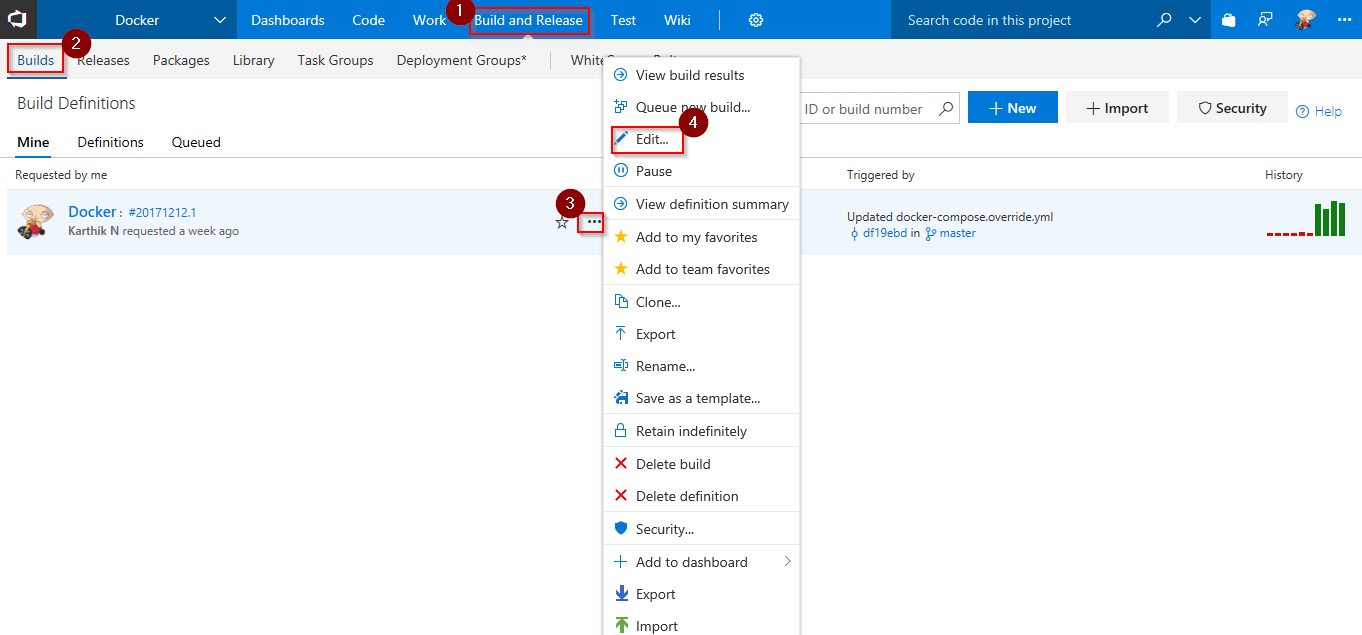 Docker Dashboards Code Work 1 Build and Release Test Wiki Search code in this project
2
Builds Releases Packages Library Task Groups Deployment Groups*
Build Definitions ID or build number + New + Import Security Help
Mine Definitions Queued
Requested by me Triggered by History
Docker : #20171212.1
Karthik N requested a week ago
3
...
Updated docker-compose.override.yml
df19ebd in master
View build results
Queue new build...
4
Edit...
Pause
View definition summary
Add to my favorites
Add to team favorites
Clone...
Export
Rename...
Save as a template...
Retain indefinitely
Delete build
Delete definition
Security...
Add to dashboard
Export
Import